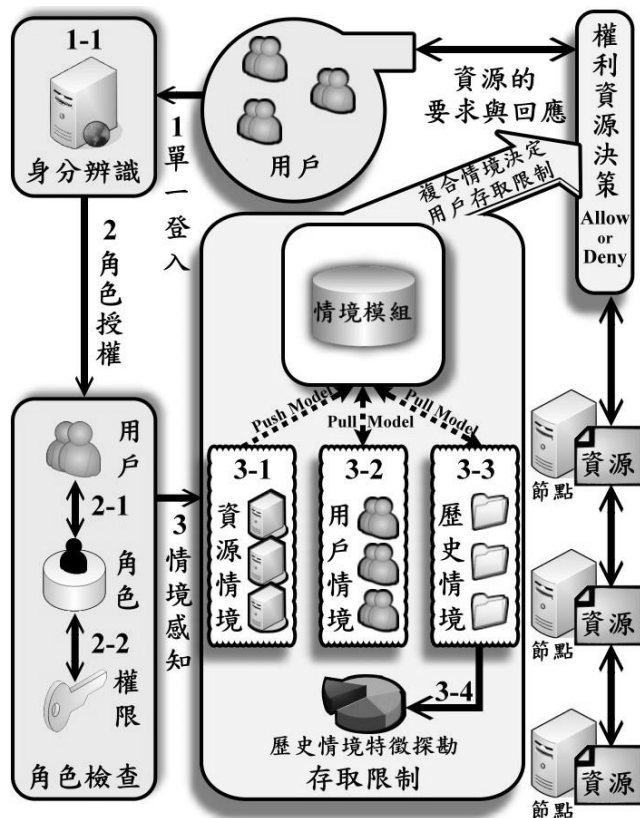 1-1
身分辨識
1單一登入
用戶
資源的
要求與回應
權利資源決策
Allow
or
Deny
複合情境決定
用戶存取限制
2角色授權
情境模組
Push Model
Pull Model
Pull Model
用戶
2-1
角色
2-2
權限
角色檢查
3情境感知
3-1
資源情境
3-2
用戶情境
3-3
歷史情境
3-4
歷史情境特徵探勘
存取限制
資源
節點
資源
節點
資源
節點